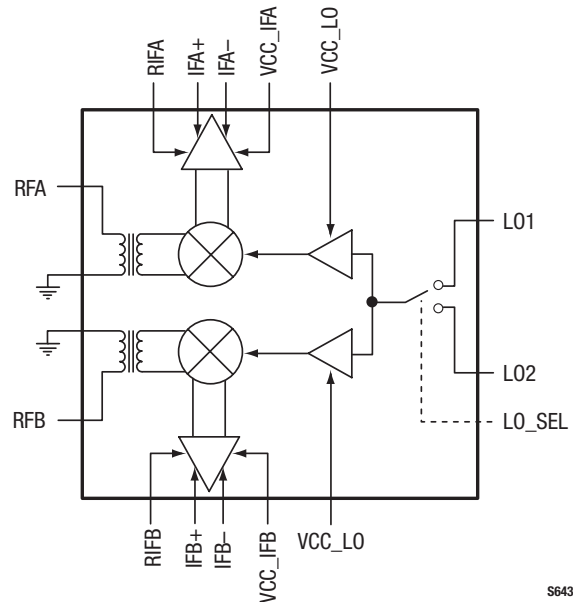 RIFA
IFA+
IFA–
VCC_IFA
VCC_LO
RFA
LO1
LO2
RFB
LO_SEL
RIFB
IFB+
IFB–
VCC_IFB
VCC_LO
S643